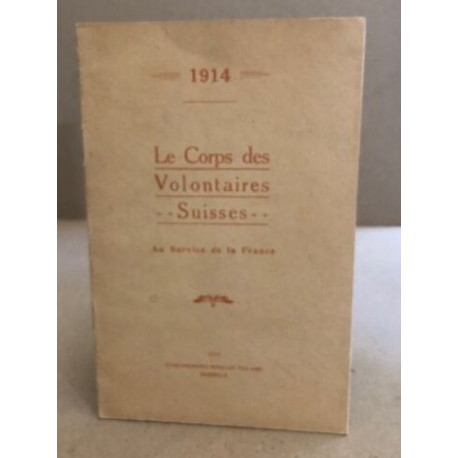 1914
Le Corps des
Volontaires
Suisses
Au Service de la France